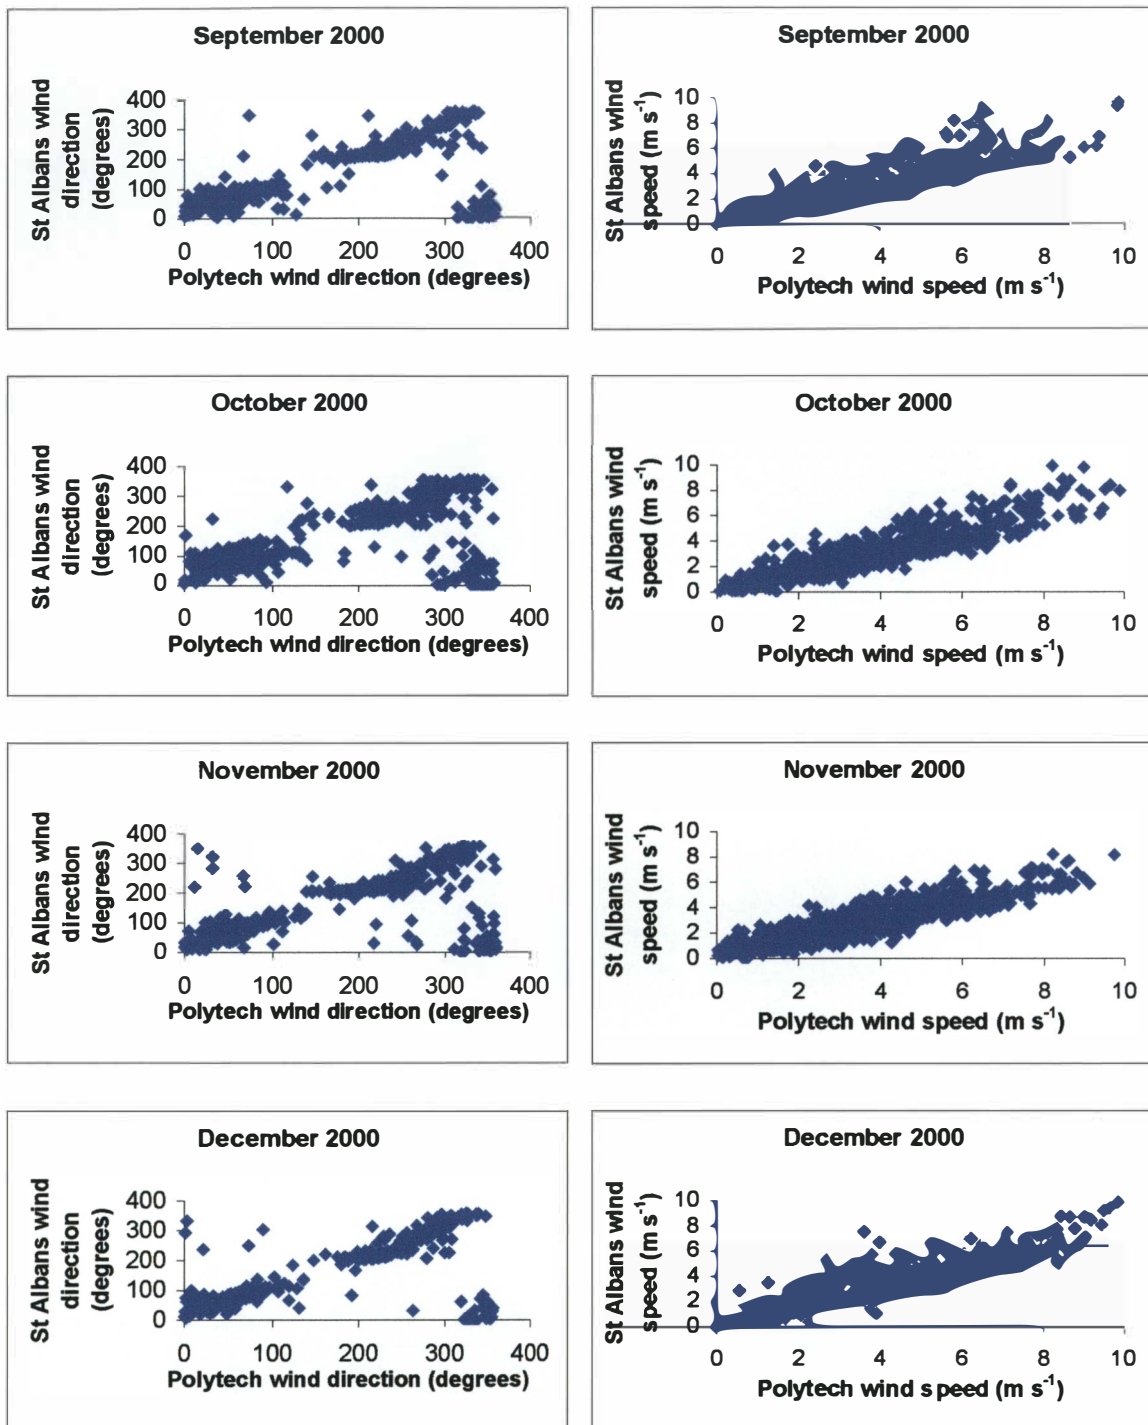 September 2000
St Albans wind
direction
(degrees)
400
300
200
100
0
0 100 200 300 400
Polytech wind direction (degrees)
September 2000
St Albans wind
speed (m s⁻¹)
10
8
6
4
2
0
0 2 4 6 8 10
Polytech wind speed (m s⁻¹)
October 2000
St Albans wind
direction
(degrees)
400
300
200
100
0
0 100 200 300 400
Polytech wind direction (degrees)
October 2000
St Albans wind
speed (m s⁻¹)
10
8
6
4
2
0
0 2 4 6 8 10
Polytech wind speed (m s⁻¹)
November 2000
St Albans wind
direction
(degrees)
400
300
200
100
0
0 100 200 300 400
Polytech wind direction (degrees)
November 2000
St Albans wind
speed (m s⁻¹)
10
8
6
4
2
0
0 2 4 6 8 10
Polytech wind speed (m s⁻¹)
December 2000
St Albans wind
direction
(degrees)
400
300
200
100
0
0 100 200 300 400
Polytech wind direction (degrees)
December 2000
St Albans wind
speed (m s⁻¹)
10
8
6
4
2
0
0 2 4 6 8 10
Polytech wind speed (m s⁻¹)